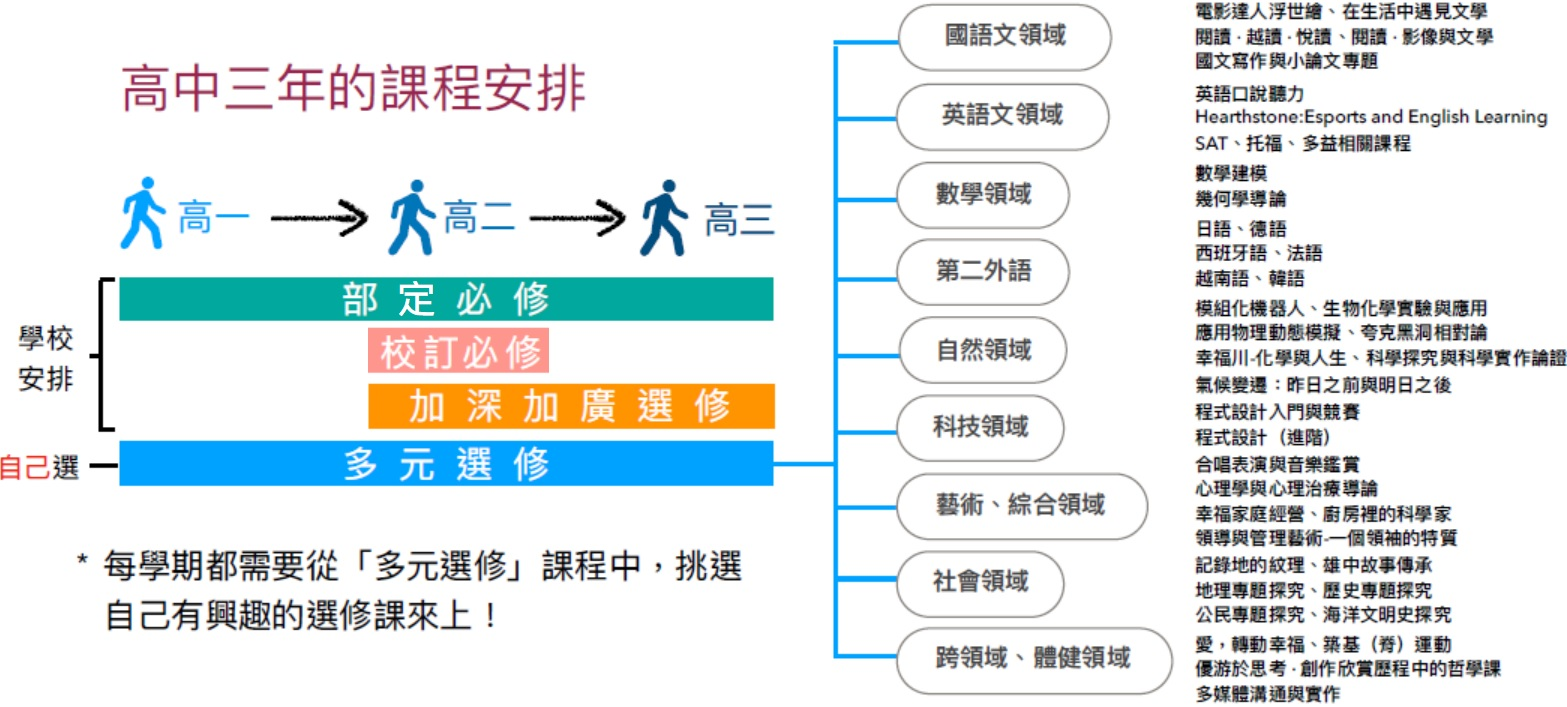 高中三年的課程安排
高一
高二
高三
學校
安排
部定必修
校訂必修
加深加廣選修
自己選
多元選修
* 每學期都需要從「多元選修」課程中，挑選
自己有興趣的選修課來上！
國語文領域
電影達人浮世繪、在生活中遇見文學
閱讀·越讀·悅讀、閱讀·影像與文學
國文寫作與小論文專題
英語文領域
英語口說聽力
Hearthstone:Esports and English Learning
SAT、托福、多益相關課程
數學領域
數學建模
幾何學導論
第二外語
日語、德語
西班牙語、法語
越南語、韓語
自然領域
模組化機器人、生物化學實驗與應用
應用物理動態模擬、夸克黑洞相對論
幸福川-化學與人生、科學探究與科學實作論證
氣候變遷：昨日之前與明日之後
科技領域
程式設計入門與競賽
程式設計（進階）
藝術、綜合領域
合唱表演與音樂鑑賞
心理學與心理治療導論
幸福家庭經營、廚房裡的科學家
領導與管理藝術-一個領袖的特質
社會領域
記錄地的紋理、雄中故事傳承
地理專題探究、歷史專題探究
公民專題探究、海洋文明史探究
跨領域、體健領域
愛，轉動幸福、築基（脊）運動
優游於思考·創作欣賞歷程中的哲學課
多媒體溝通與實作